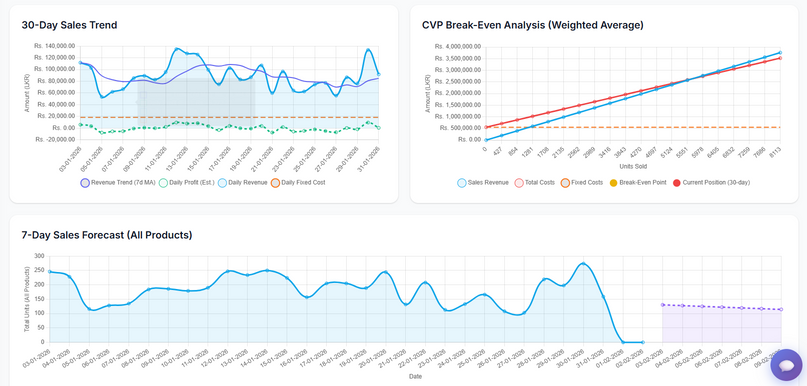 30-Day Sales Trend
Rs. 140,000.00
Rs. 120,000.00
Rs. 100,000.00
Rs. 80,000.00
Rs. 60,000.00
Rs. 40,000.00
Rs. 20,000.00
Rs. 0.00
Rs. -20,000.00
Amount (LKR)
03-01-2026
05-01-2026
07-01-2026
09-01-2026
11-01-2026
13-01-2026
15-01-2026
17-01-2026
19-01-2026
21-01-2026
23-01-2026
25-01-2026
27-01-2026
29-01-2026
31-01-2026
Revenue Trend (7d MA) Daily Profit (Est.) Daily Revenue Daily Fixed Cost
CVP Break-Even Analysis (Weighted Average)
Rs. 4,000,000.00
Rs. 3,500,000.00
Rs. 3,000,000.00
Rs. 2,500,000.00
Rs. 2,000,000.00
Rs. 1,500,000.00
Rs. 1,000,000.00
Rs. 500,000.00
Rs. 0.00
Amount (LKR)
0 427 854 1281 1708 2135 2562 2989 3416 3843 4270 4697 5124 5551 5978 6405 6832 7259 7686 8113
Units Sold
Sales Revenue Total Costs Fixed Costs Break-Even Point Current Position (30-day)
7-Day Sales Forecast (All Products)
300
250
200
150
100
50
0
Total Units (All Products)
03-01-2026
04-01-2026
05-01-2026
06-01-2026
07-01-2026
08-01-2026
09-01-2026
10-01-2026
11-01-2026
12-01-2026
13-01-2026
14-01-2026
15-01-2026
16-01-2026
17-01-2026
18-01-2026
19-01-2026
20-01-2026
21-01-2026
22-01-2026
23-01-2026
24-01-2026
25-01-2026
26-01-2026
27-01-2026
28-01-2026
29-01-2026
30-01-2026
31-01-2026
01-02-2026
02-02-2026
03-02-2026
04-02-2026
05-02-2026
06-02-2026
07-02-2026
08-02-2026
Date